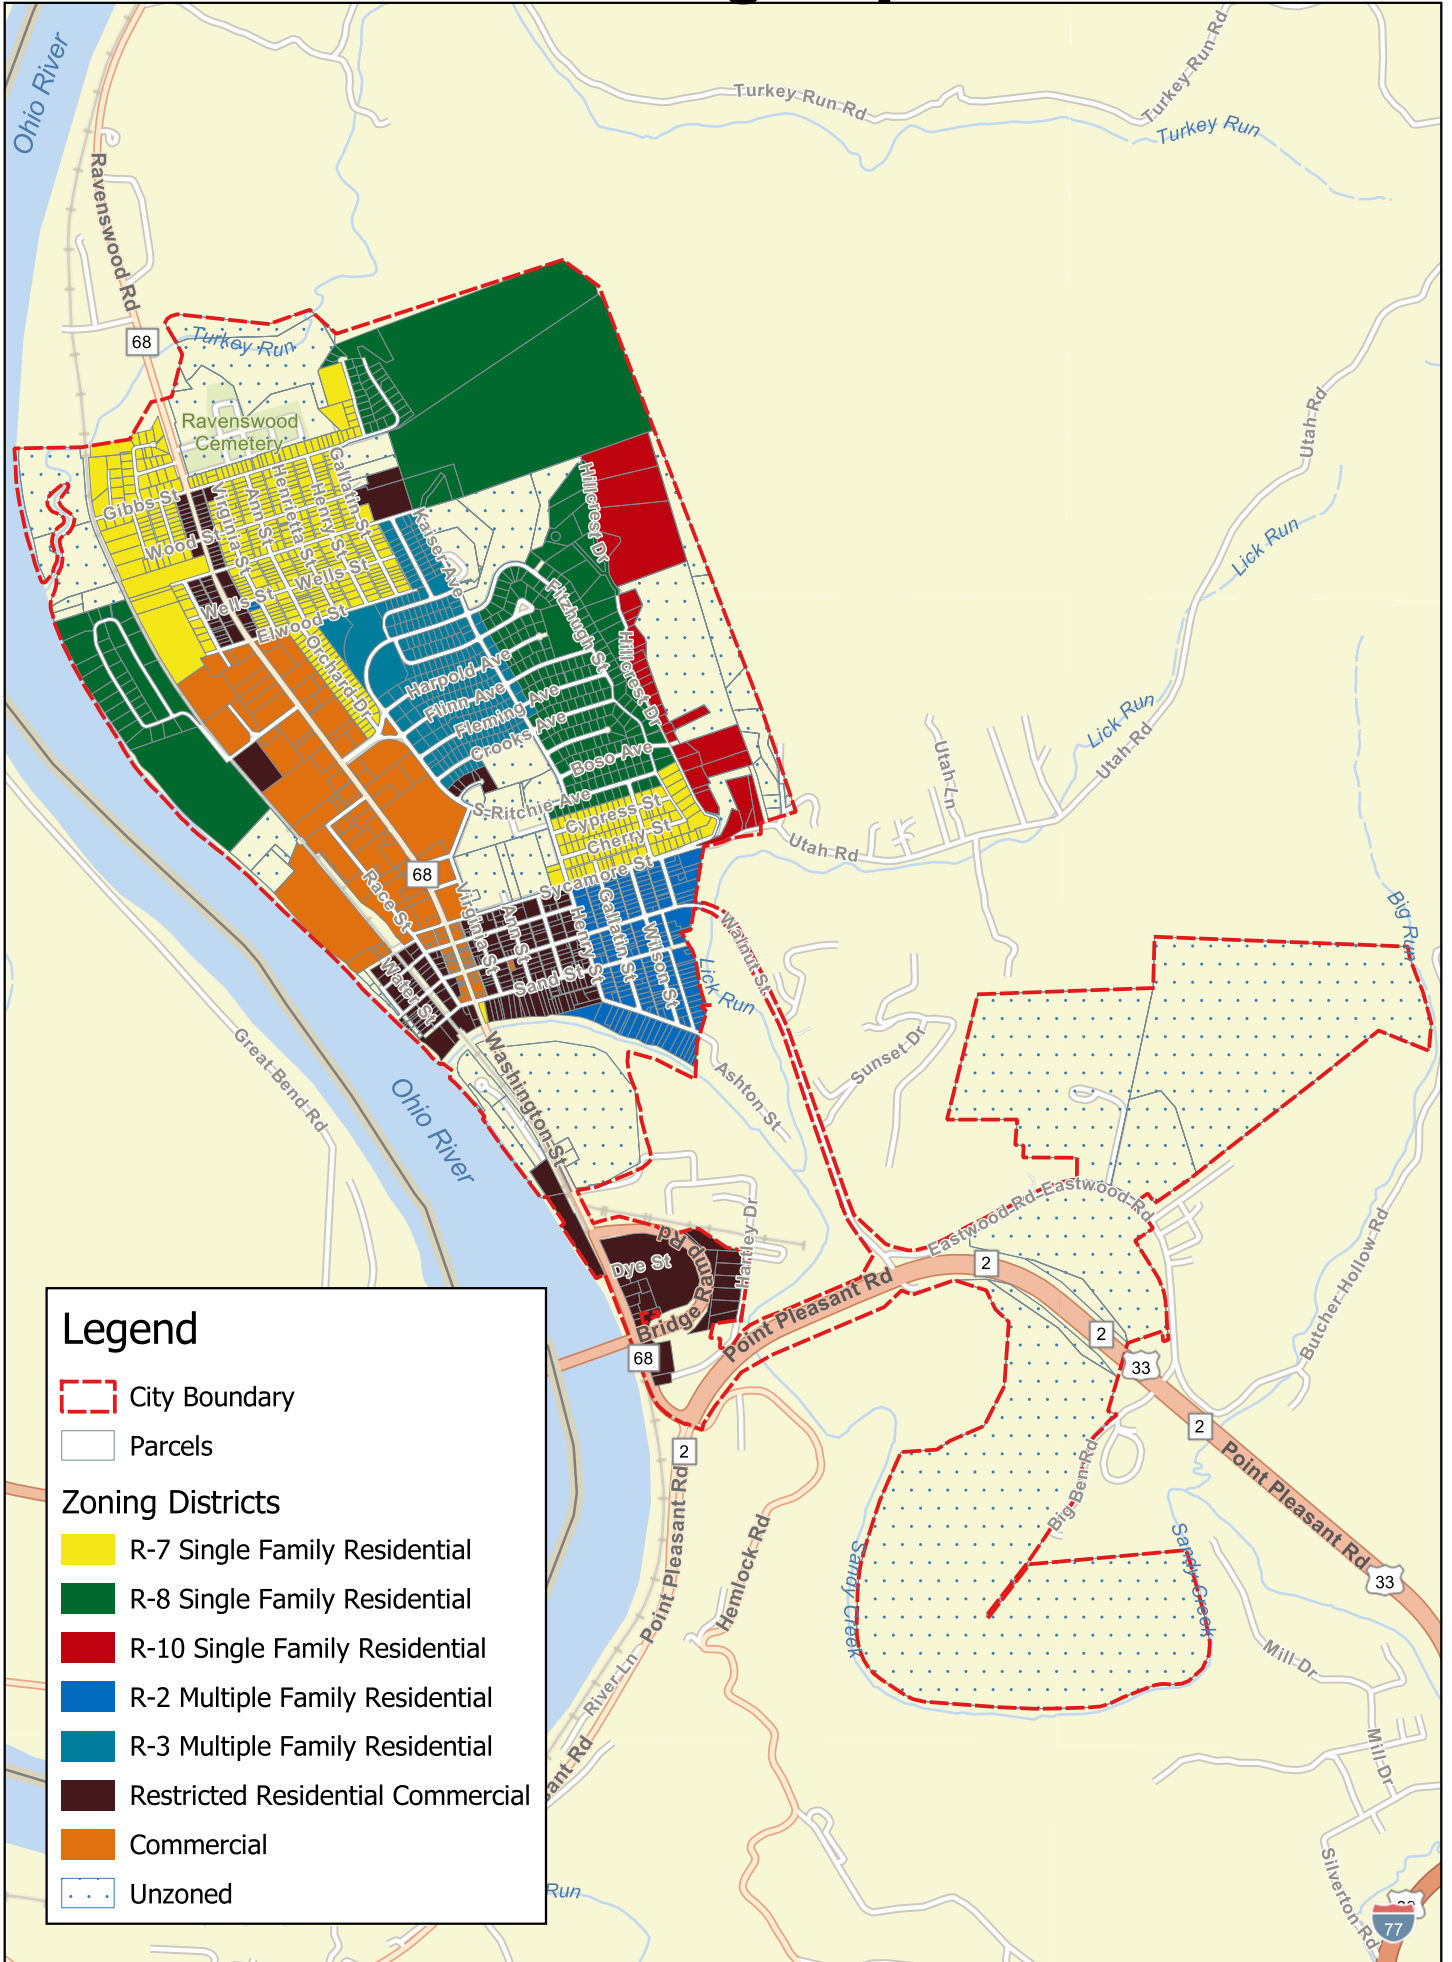 Ohio River
Turkey Run Rd
Turkey Run Rd
Turkey Run
Ravenswood Rd
68
Turkey Run
Ravenswood
Cemetery
Utah Rd
Gallatin St
Henrietta St
Henry St
Ann St
Virginia St
Gibbs St
Wood St
Hillcrest Dr
Kaiser Ave
Lick Run
Wells St
Wells St
Elwood St
Fitzhugh St
Orchard Dr
Hillcrest Dr
Harpold Ave
Flinn Ave
Fleming Ave
Crooks Ave
Boso Ave
Lick Run
Utah Rd
Utah Ln
S Ritchie Ave
Cypress St
Cherry St
Utah Rd
68
Sycamore St
Race St
Virginia St
Ann St
Henry St
Gallatin St
Wilson St
Walnut St
Big Run
Water St
Sand St
Lick Run
Great Bend Rd
Ohio River
Washington St
Ashton St
Sunset Dr
Eastwood Rd
Eastwood Rd
Hartley Dr
Dye St
Bridge Ramp Rd
Point Pleasant Rd
2
2
33
68
2
2
Butcher Hollow Rd
Big Ben Rd
Point Pleasant Rd
33
Point Pleasant Rd
Hemlock Rd
Sandy Creek
Sandy Creek
River Ln
Mill Dr
Mill Dr
Silverton Rd
77
sant Rd
Run
Legend
City Boundary
Parcels
Zoning Districts
R-7 Single Family Residential
R-8 Single Family Residential
R-10 Single Family Residential
R-2 Multiple Family Residential
R-3 Multiple Family Residential
Restricted Residential Commercial
Commercial
Unzoned